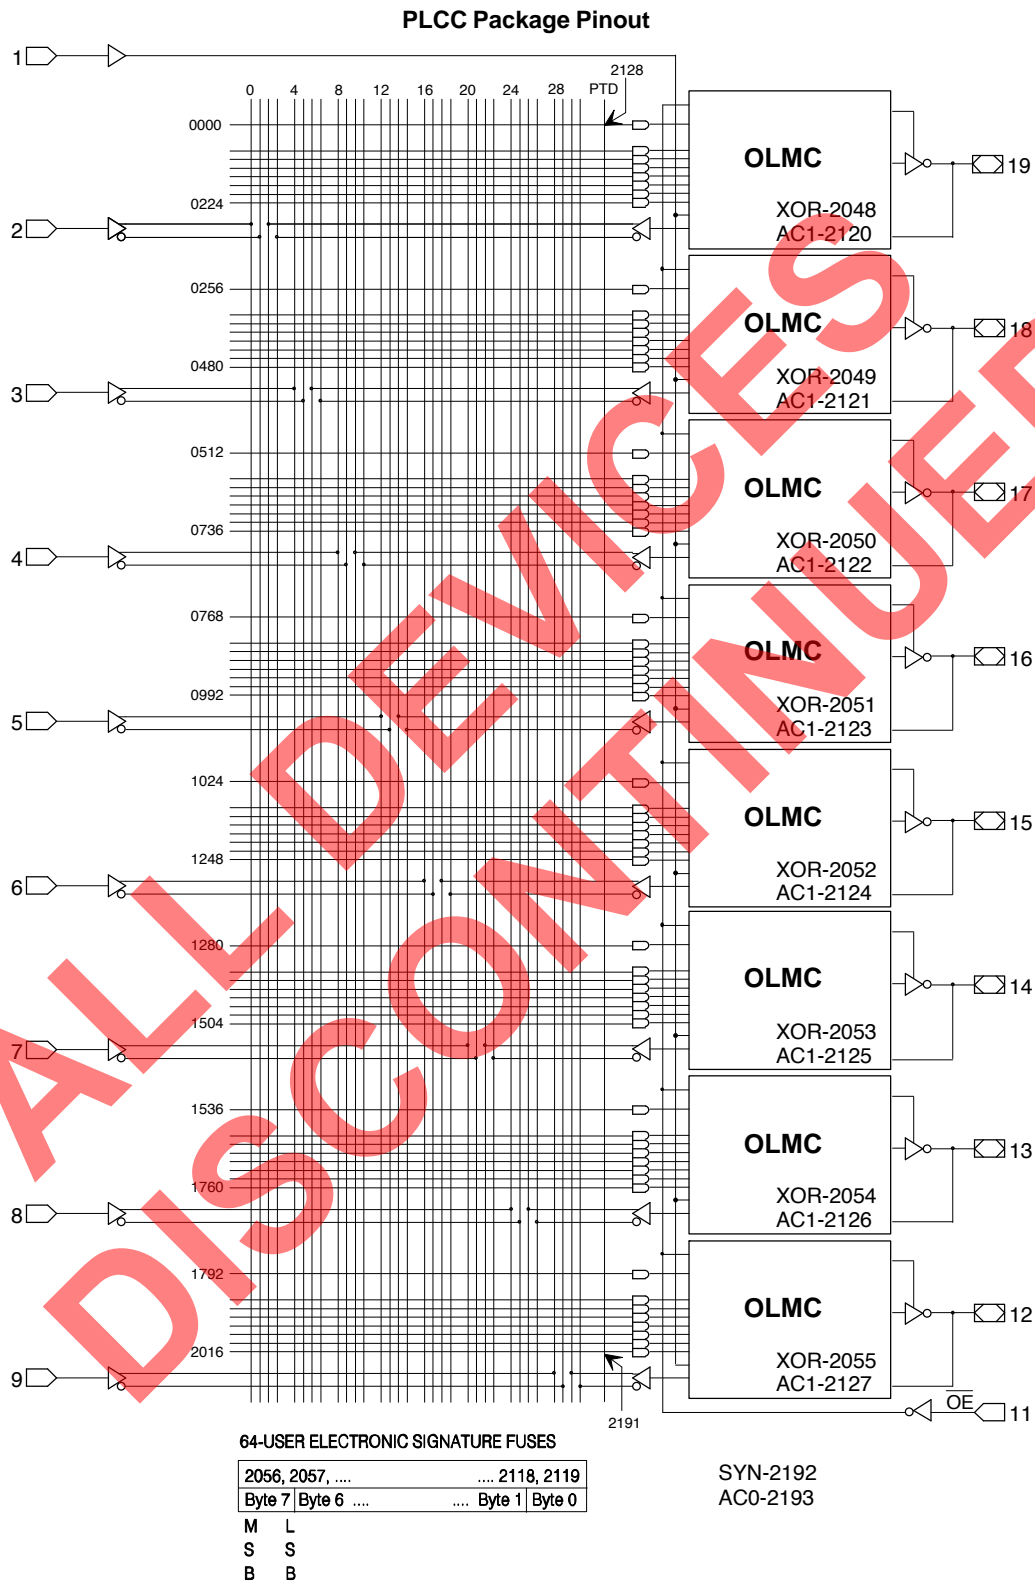 PLCC Package Pinout
1
2128
0 4 8 12 16 20 24 28 PTD
0000
OLMC
19
0224
XOR-2048
AC1-2120
2
0256
OLMC
18
0480
XOR-2049
AC1-2121
3
0512
OLMC
17
0736
XOR-2050
AC1-2122
4
0768
OLMC
16
0992
XOR-2051
AC1-2123
5
1024
OLMC
15
1248
XOR-2052
AC1-2124
6
1280
OLMC
14
1504
XOR-2053
AC1-2125
7
1536
OLMC
13
1760
XOR-2054
AC1-2126
8
1792
OLMC
12
2016
XOR-2055
AC1-2127
9
OE
11
2191
64-USER ELECTRONIC SIGNATURE FUSES
2056, 2057, .... .... 2118, 2119
Byte 7 Byte 6 .... .... Byte 1 Byte 0
M L
S S
B B
SYN-2192
AC0-2193
ALL DEVICES
DISCONTINUED